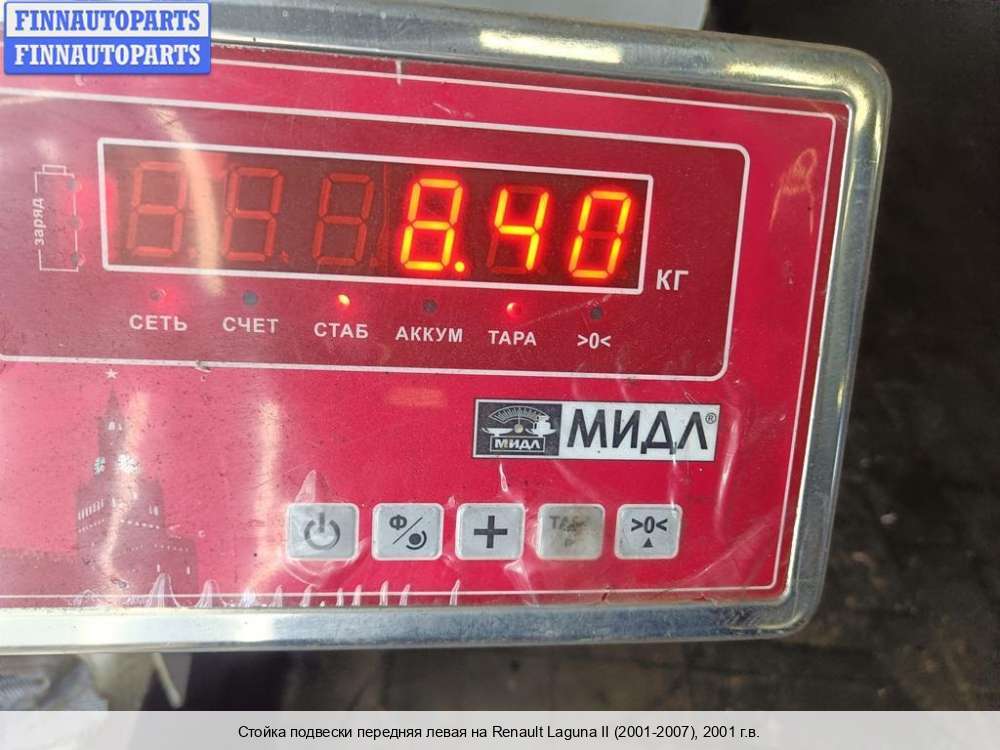 FINNAUTOPARTS
FINNAUTOPARTS
заряд
8.40
КГ
СЕТЬ СЧЕТ СТАБ АККУМ ТАРА >0<
МИДЛ МИДЛ®
Ф + >0<
Стойка подвески передняя левая на Renault Laguna II (2001-2007), 2001 г.в.